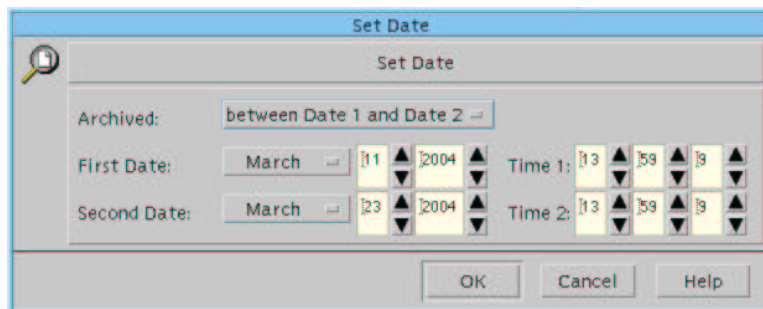 Set Date
Set Date
Archived: between Date 1 and Date 2
First Date: March 11 2004 Time 1: 13 59 9
Second Date: March 23 2004 Time 2: 13 59 9
OK Cancel Help